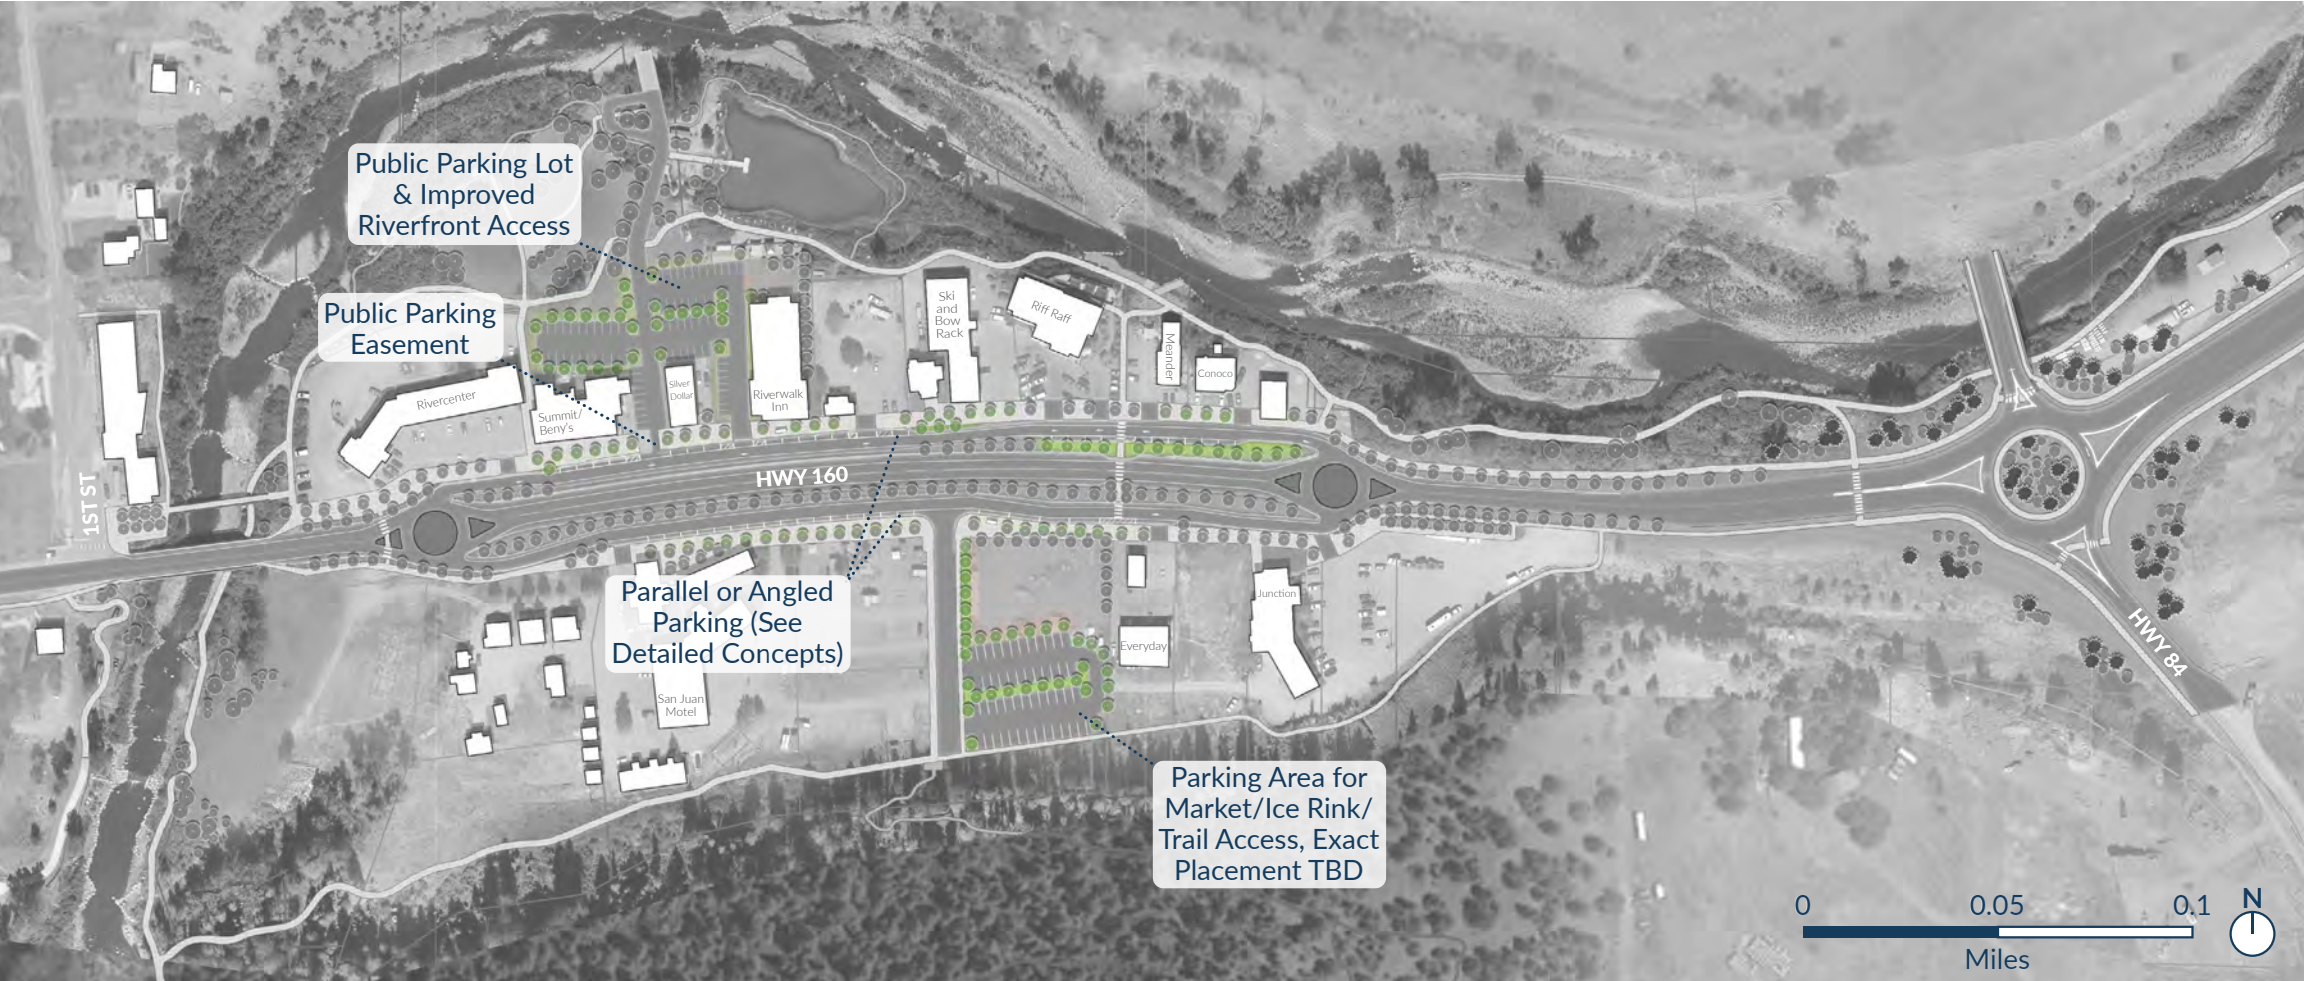 Public Parking Lot
& Improved
Riverfront Access
Public Parking
Easement
Ski
and
Bow
Rack
Riff Raff
Meander
Conoco
Silver
Dollar
Riverwalk
Inn
Rivercenter
Summit/
Beny's
1ST ST
HWY 160
Parallel or Angled
Parking (See
Detailed Concepts)
San Juan
Motel
Junction
Everyday
HWY 84
Parking Area for
Market/Ice Rink/
Trail Access, Exact
Placement TBD
0 0.05 0.1
Miles
N